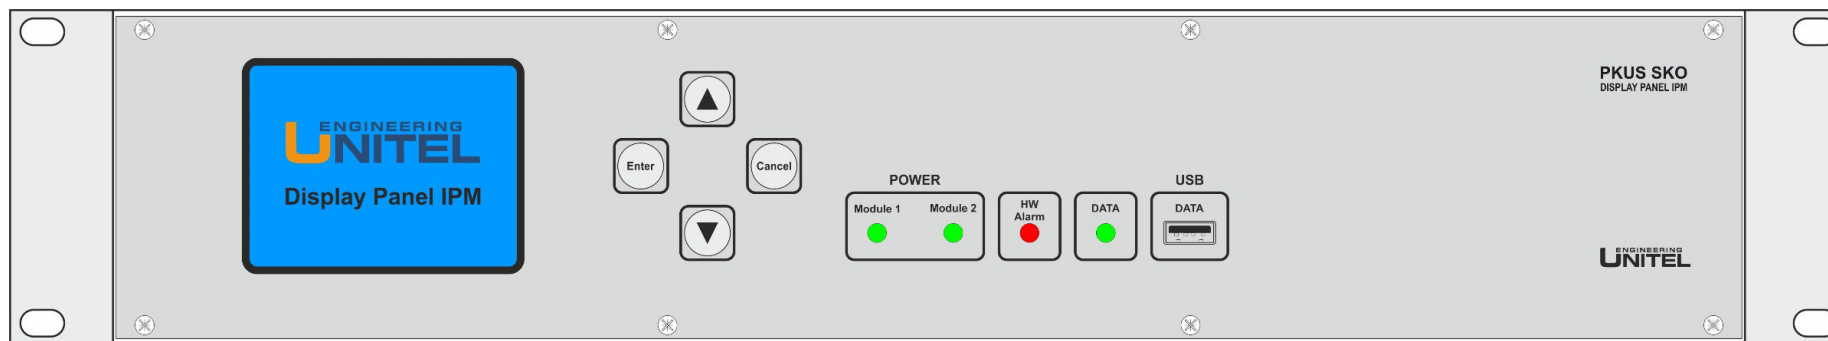 ENGINEERING
UNITEL
Display Panel IPM
Enter
Cancel
POWER
Module 1
Module 2
HW
Alarm
DATA
USB
DATA
PKUS SKO
DISPLAY PANEL IPM
ENGINEERING
UNITEL